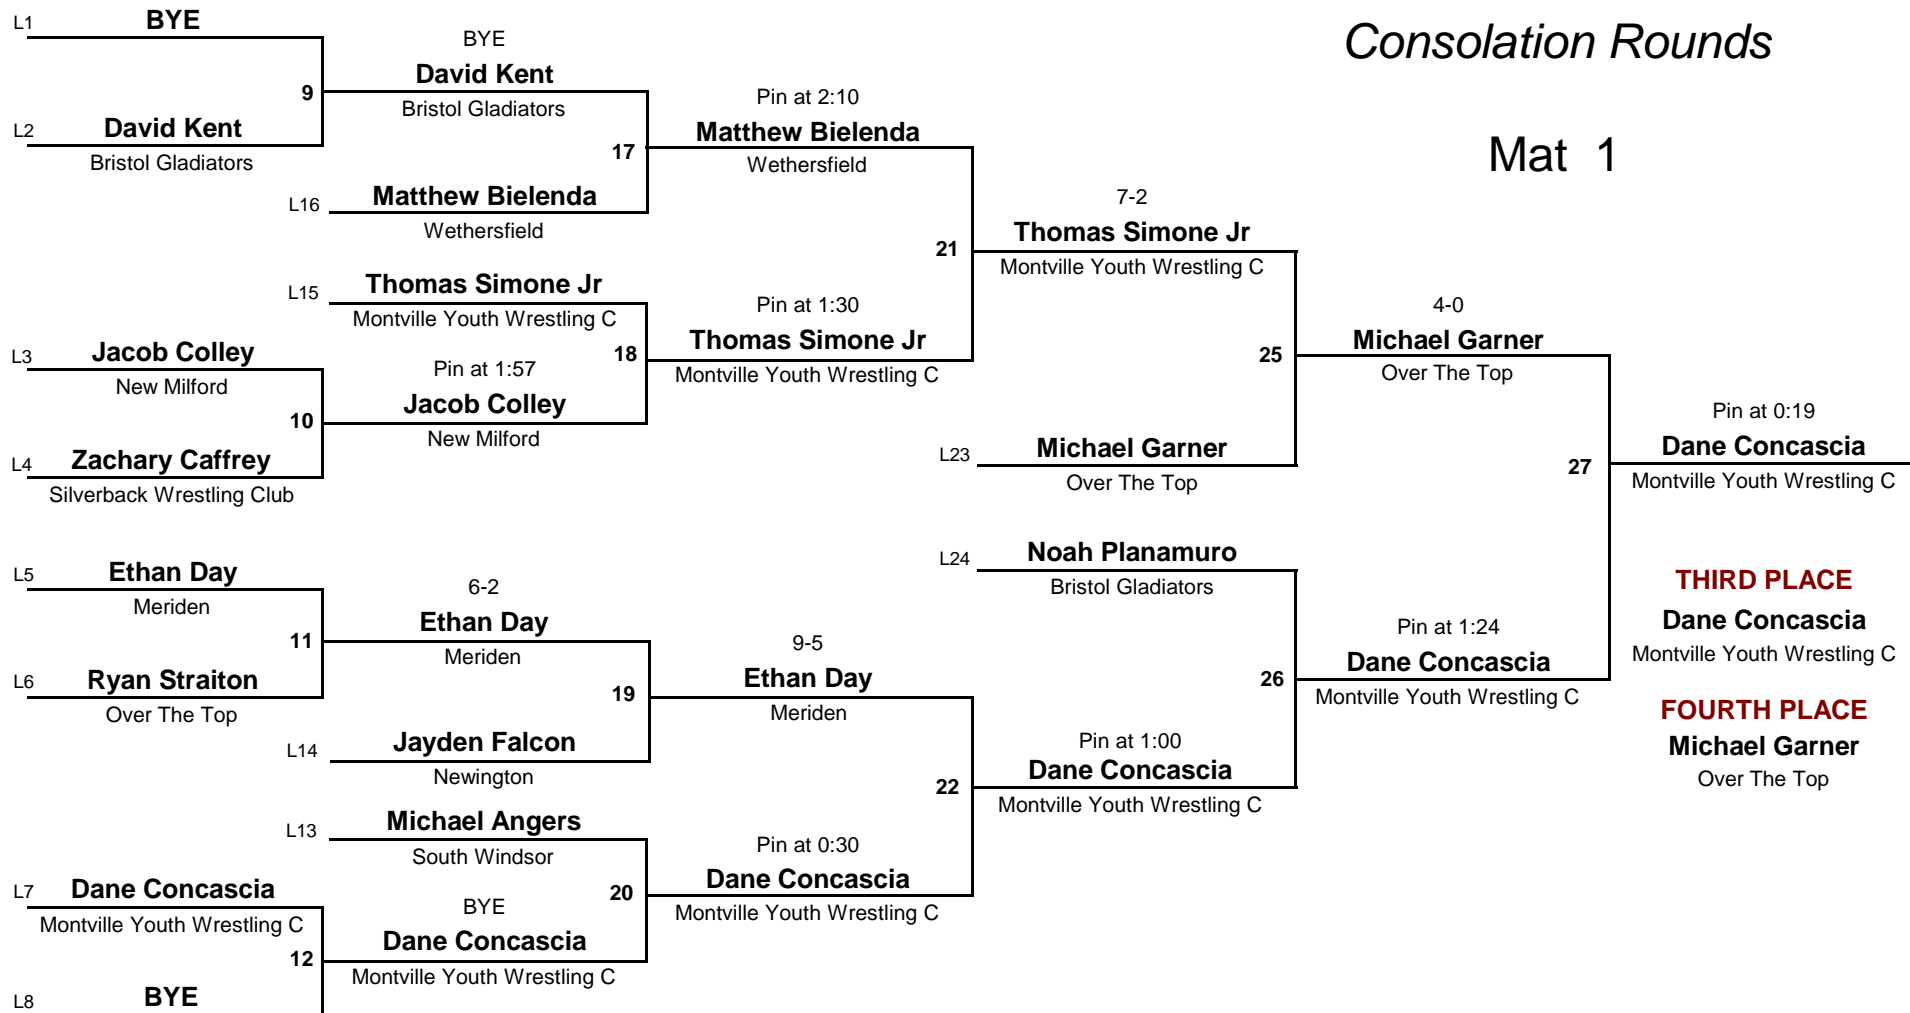 Consolation Rounds
Mat 1
L1 BYE
9
L2 David Kent
Bristol Gladiators
BYE
David Kent
Bristol Gladiators
17
L16 Matthew Bielenda
Wethersfield
Pin at 2:10
Matthew Bielenda
Wethersfield
L15 Thomas Simone Jr
Montville Youth Wrestling C
18
L3 Jacob Colley
New Milford
10
L4 Zachary Caffrey
Silverback Wrestling Club
Pin at 1:57
Jacob Colley
New Milford
Pin at 1:30
Thomas Simone Jr
Montville Youth Wrestling C
21
7-2
Thomas Simone Jr
Montville Youth Wrestling C
25
L23 Michael Garner
Over The Top
4-0
Michael Garner
Over The Top
27
L5 Ethan Day
Meriden
11
L6 Ryan Straiton
Over The Top
6-2
Ethan Day
Meriden
19
L14 Jayden Falcon
Newington
9-5
Ethan Day
Meriden
22
L13 Michael Angers
South Windsor
20
L7 Dane Concascia
Montville Youth Wrestling C
12
L8 BYE
BYE
Dane Concascia
Montville Youth Wrestling C
Pin at 0:30
Dane Concascia
Montville Youth Wrestling C
L24 Noah Planamuro
Bristol Gladiators
26
Pin at 1:00
Dane Concascia
Montville Youth Wrestling C
Pin at 1:24
Dane Concascia
Montville Youth Wrestling C
Pin at 0:19
Dane Concascia
Montville Youth Wrestling C
THIRD PLACE
Dane Concascia
Montville Youth Wrestling C
FOURTH PLACE
Michael Garner
Over The Top